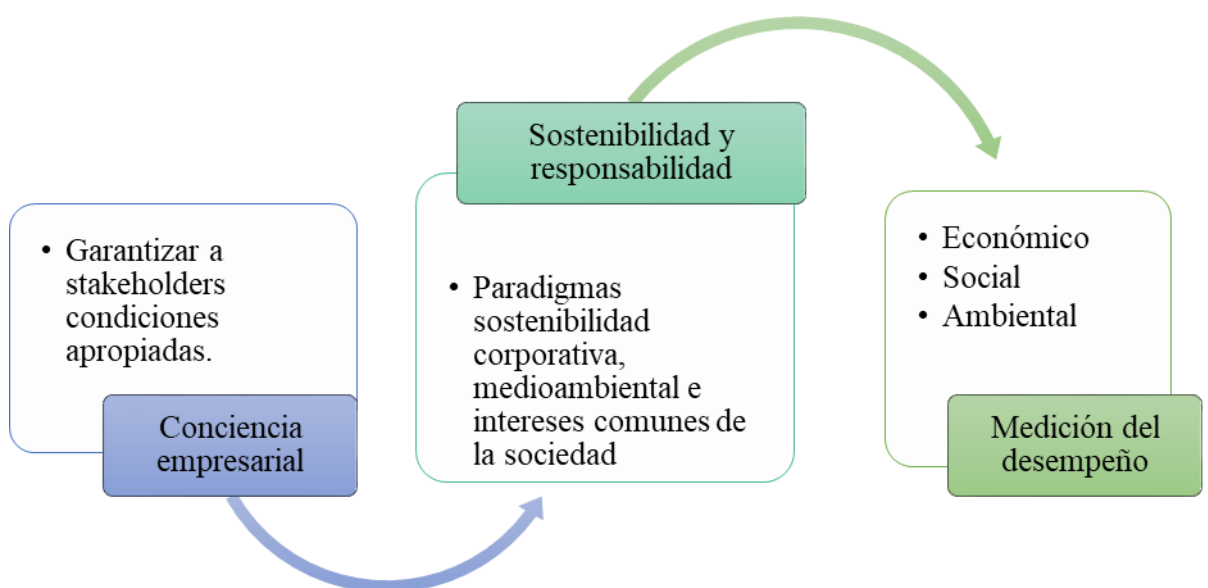 • Garantizar a
stakeholders
condiciones
apropiadas.
Conciencia
empresarial
Sostenibilidad y
responsabilidad
• Paradigmas
sostenibilidad
corporativa,
medioambiental e
intereses comunes de
la sociedad
• Económico
• Social
• Ambiental
Medición del
desempeño